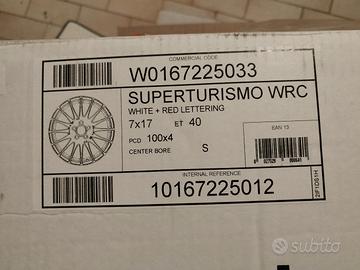 COMMERCIAL CODE
W0167225033
SUPERTURISMO WRC
WHITE + RED LETTERING
7x17 ET 40
PCD 100x4
CENTER BORE S
EAN 13
INTERNAL REFERENCE
10167225012
subito